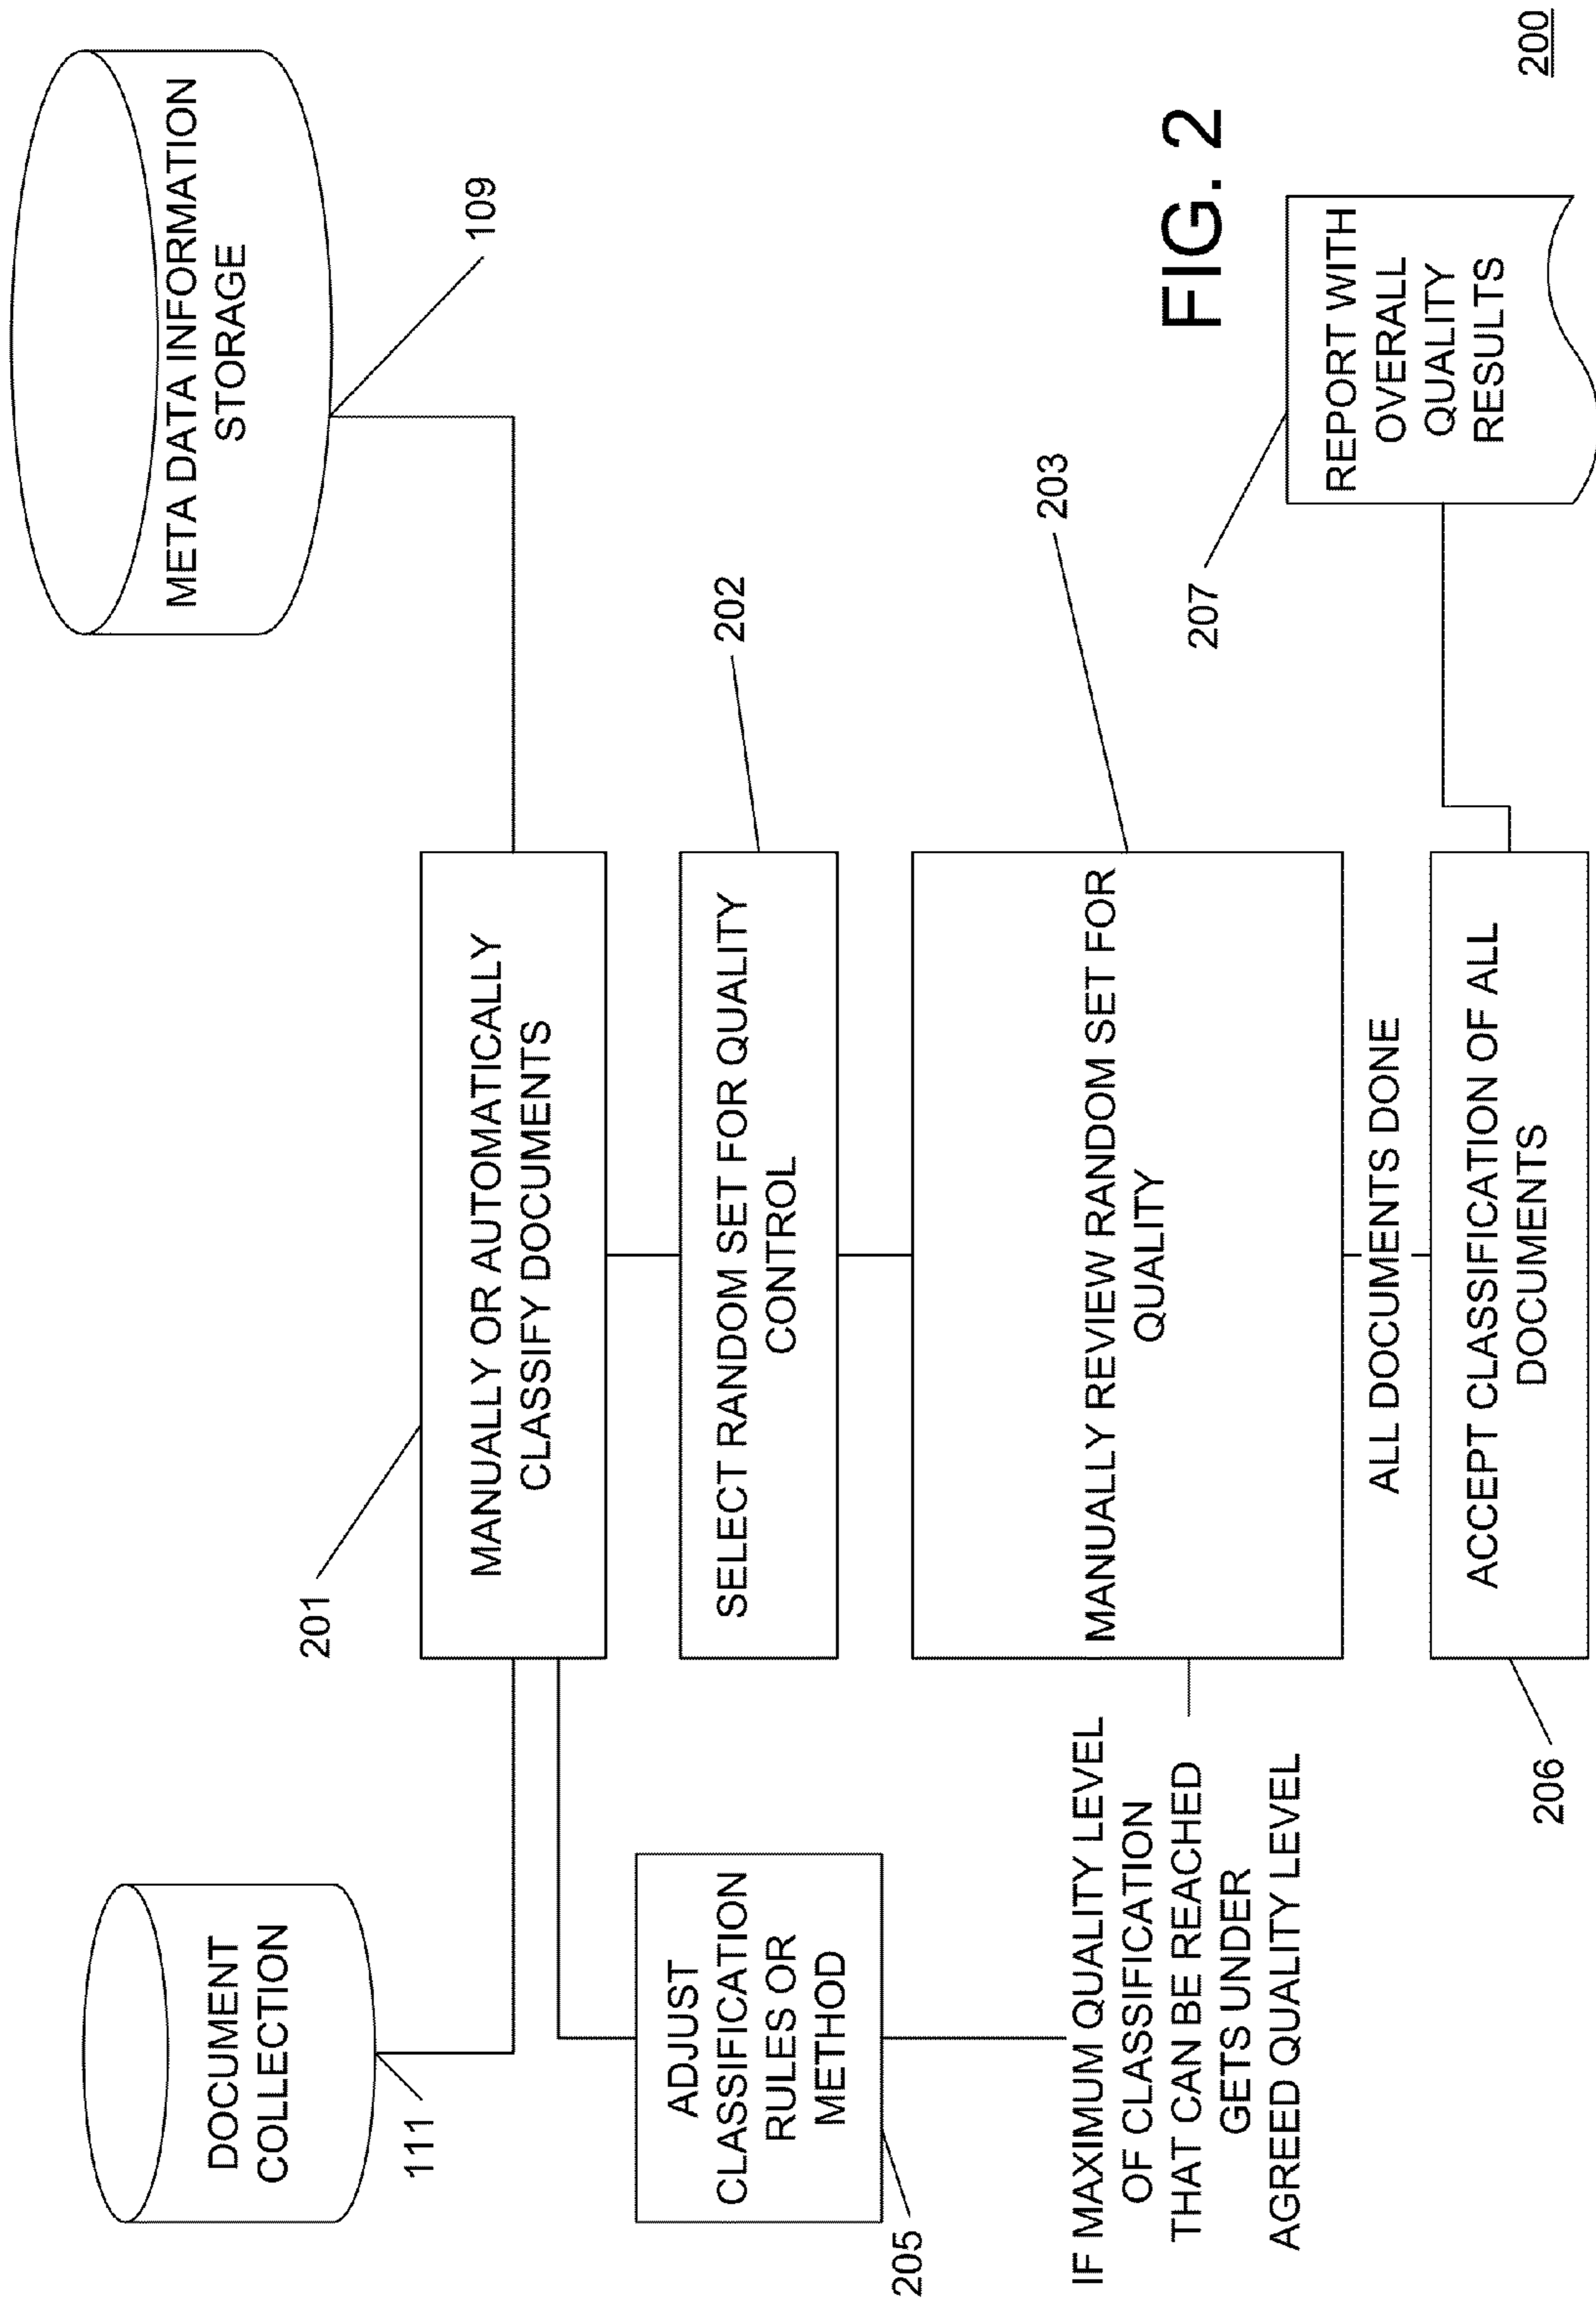 DOCUMENT
COLLECTION
111
META DATA INFORMATION
STORAGE
109
201
MANUALLY OR AUTOMATICALLY
CLASSIFY DOCUMENTS
202
SELECT RANDOM SET FOR QUALITY
CONTROL
ADJUST
CLASSIFICATION
RULES OR
METHOD
205
203
MANUALLY REVIEW RANDOM SET FOR
QUALITY
IF MAXIMUM QUALITY LEVEL
OF CLASSIFICATION
THAT CAN BE REACHED
GETS UNDER
AGREED QUALITY LEVEL
ALL DOCUMENTS DONE
206
ACCEPT CLASSIFICATION OF ALL
DOCUMENTS
207
REPORT WITH
OVERALL
QUALITY
RESULTS
FIG. 2
200